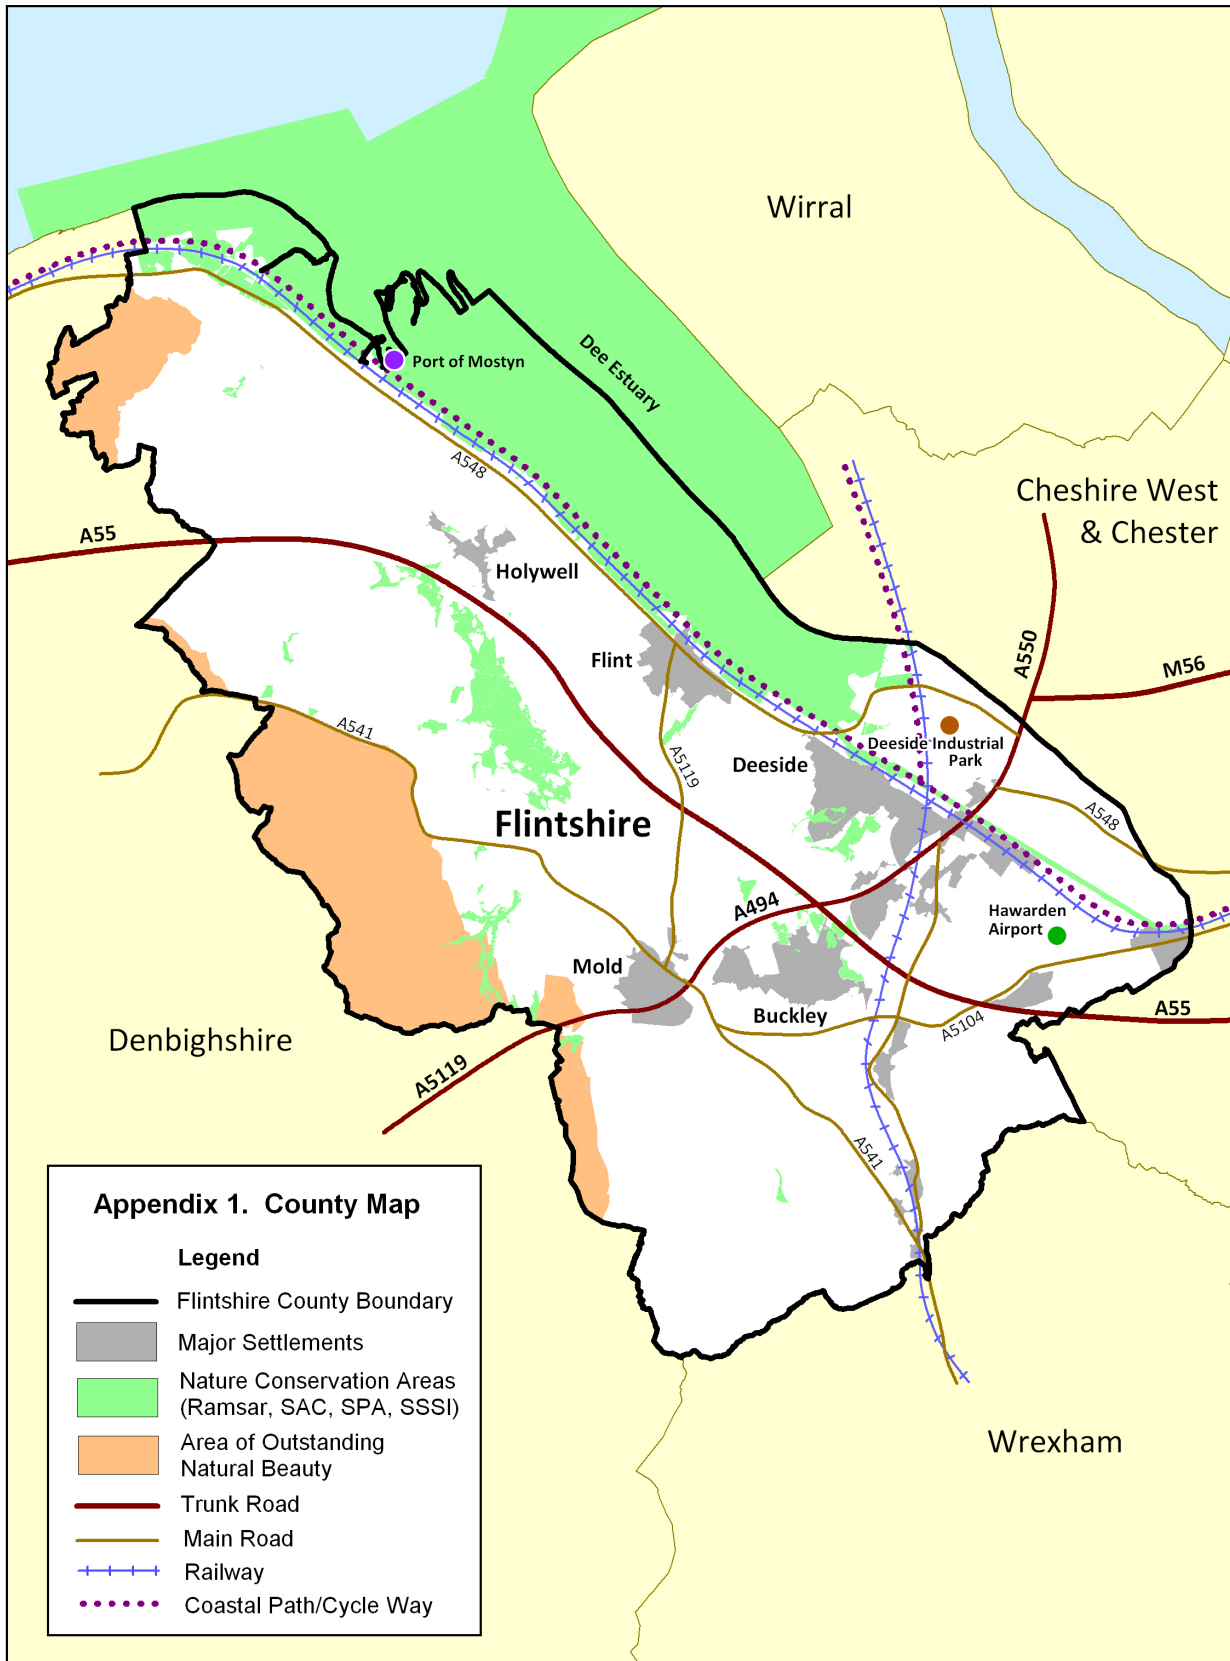 Wirral
Port of Mostyn
Dee Estuary
A548
Cheshire West
& Chester
A55
Holywell
A550
M56
Flint
A541
A5119
Deeside Industrial
Park
Deeside
Flintshire
A548
A494
Hawarden
Airport
Mold
Buckley
A55
A5104
Denbighshire
A5119
A541
Appendix 1. County Map
Legend
Flintshire County Boundary
Major Settlements
Nature Conservation Areas
(Ramsar, SAC, SPA, SSSI)
Area of Outstanding
Natural Beauty
Trunk Road
Main Road
Railway
Coastal Path/Cycle Way
Wrexham